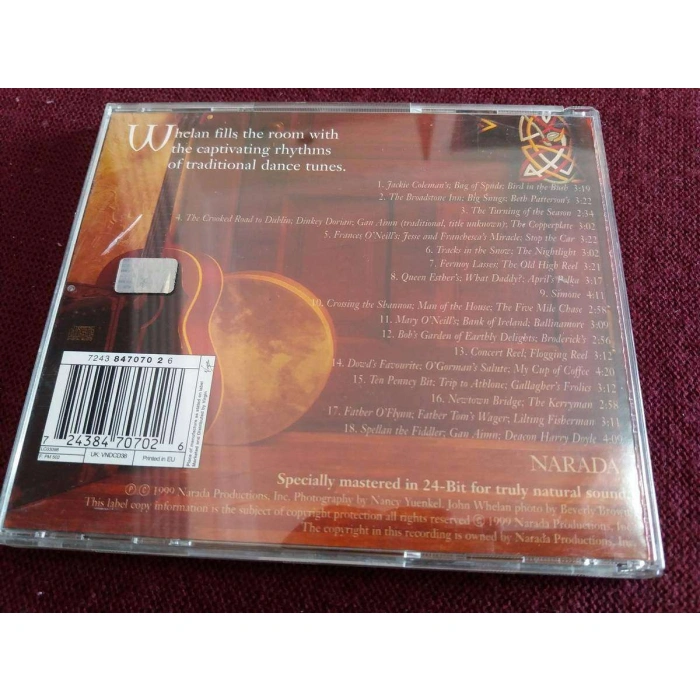 Whelan fills the room with
the captivating rhythms
of traditional dance tunes.
1. Jackie Coleman's; Bag of Spuds; Bird in the Bush 3:19
2. The Broadstone Inn; Big Snugs; Beth Patterson's 3:22
3. The Turning of the Season 2:34
4. The Crooked Road to Dublin; Dinkey Dorian; Gan Ainm (traditional, title unknown); The Copperplate 3:02
5. Frances O'Neill's; Jesse and Franchesca's Miracle; Stop the Car 3:22
6. Tracks in the Snow; The Nightlight 3:02
7. Fermoy Lasses; The Old High Reel 3:21
8. Queen Esther's; What Daddy?; April's Polka 3:17
9. Simone 4:11
10. Crossing the Shannon; Man of the House; The Five Mile Chase 2:58
11. Mary O'Neill's; Bank of Ireland; Ballinamore 3:09
12. Bob's Garden of Earthly Delights; Broderick's 2:56
13. Concert Reel; Flogging Reel 3:12
14. Dowd's Favourite; O'Gorman's Salute; My Cup of Coffee 4:20
15. Ten Penney Bit; Trip to Athlone; Gallagher's Frolics 3:12
16. Newtown Bridge; The Kerryman 2:58
17. Father O'Flynn; Father Tom's Wager; Lilting Fisherman 3:11
18. Spellan the Fiddler; Gan Ainm; Deacon Harry Doyle 4:09
7243 847070 2 6
7 24384 70702 6
UK: VNDCD36
Printed in EU
NARADA
Specially mastered in 24-Bit for truly natural sound.
Ⓟ Ⓒ 1999 Narada Productions, Inc. Photography by Nancy Yuenkel. John Whelan photo by Beverly Brown
This label copy information is the subject of copyright protection all rights reserved Ⓒ 1999 Narada Productions, Inc.
The copyright in this recording is owned by Narada Productions, Inc.